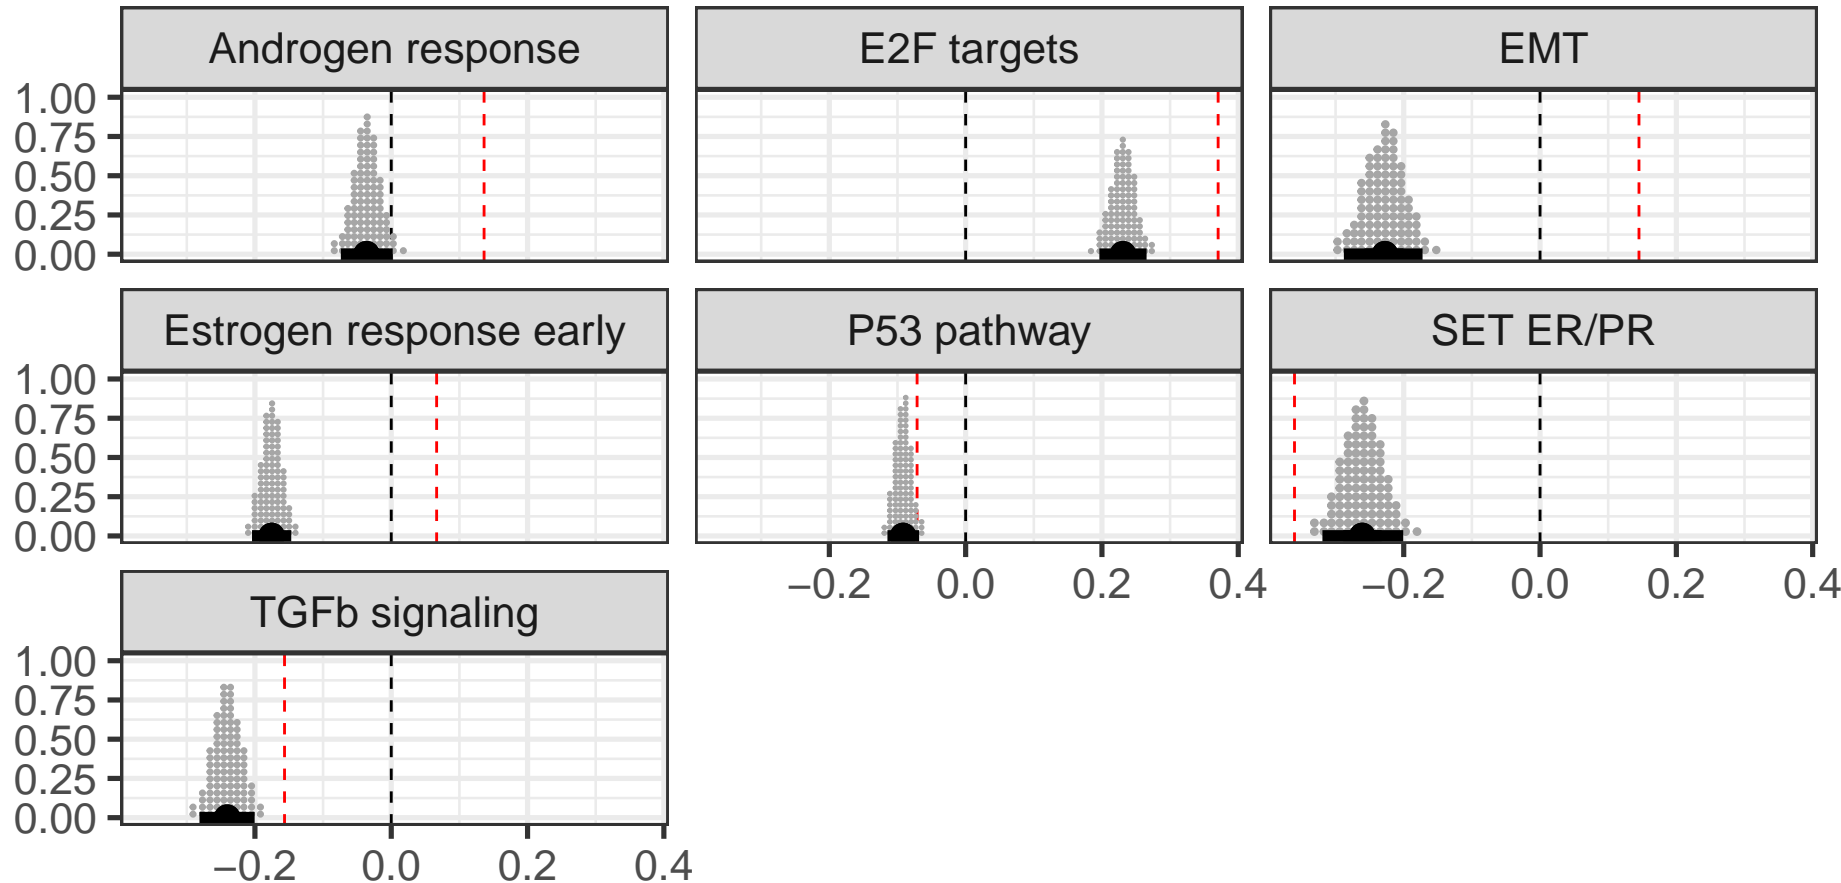 Androgen response
E2F targets
EMT
1.00
0.75
0.50
0.25
0.00
Estrogen response early
P53 pathway
SET ER/PR
1.00
0.75
0.50
0.25
0.00
−0.2 0.0 0.2 0.4
−0.2 0.0 0.2 0.4
TGFb signaling
1.00
0.75
0.50
0.25
0.00
−0.2 0.0 0.2 0.4